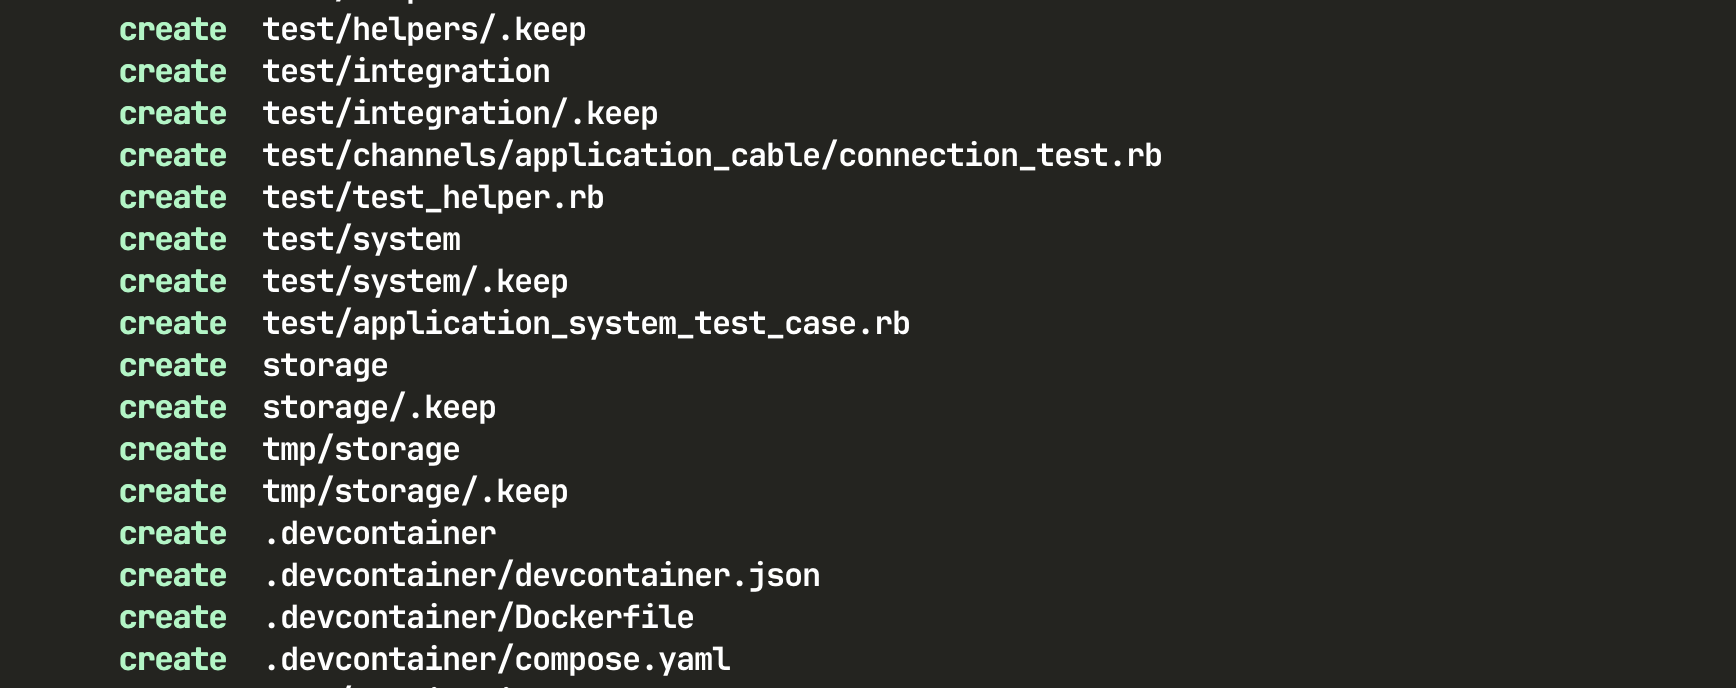 create  test/helpers/.keep
create  test/integration
create  test/integration/.keep
create  test/channels/application_cable/connection_test.rb
create  test/test_helper.rb
create  test/system
create  test/system/.keep
create  test/application_system_test_case.rb
create  storage
create  storage/.keep
create  tmp/storage
create  tmp/storage/.keep
create  .devcontainer
create  .devcontainer/devcontainer.json
create  .devcontainer/Dockerfile
create  .devcontainer/compose.yaml